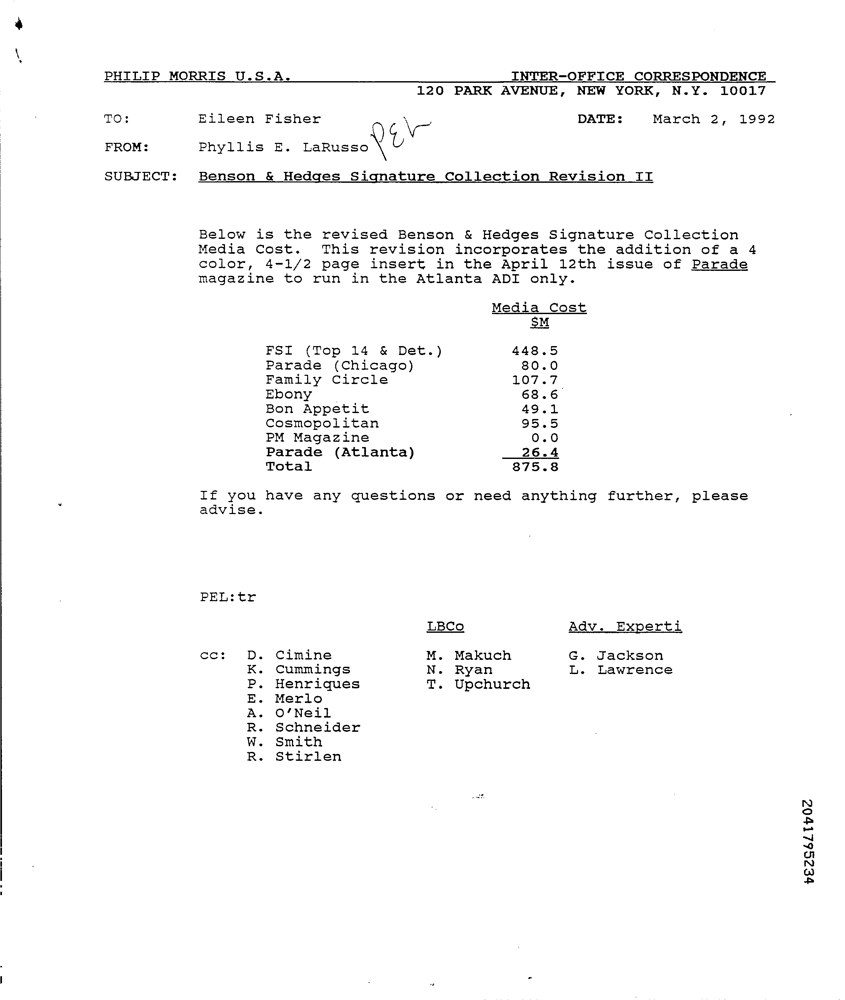 PHILIP MORRIS U.S.A. INTER-OFFICE CORRESPONDENCE
120 PARK AVENUE, NEW YORK, N.Y. 10017
TO: Eileen Fisher DATE: March 2, 1992
FROM: Phyllis E. LaRusso PEL
SUBJECT: Benson & Hedges Signature Collection Revision II
Below is the revised Benson & Hedges Signature Collection
Media Cost. This revision incorporates the addition of a 4
color, 4-1/2 page insert in the April 12th issue of Parade
magazine to run in the Atlanta ADI only.
Media Cost
$M
FSI (Top 14 & Det.) 448.5
Parade (Chicago) 80.0
Family Circle 107.7
Ebony 68.6
Bon Appetit 49.1
Cosmopolitan 95.5
PM Magazine 0.0
Parade (Atlanta) 26.4
Total 875.8
If you have any questions or need anything further, please
advise.
PEL:tr
LBCo Adv. Experti
cc: D. Cimine M. Makuch G. Jackson
K. Cummings N. Ryan L. Lawrence
P. Henriques T. Upchurch
E. Merlo
A. O'Neil
R. Schneider
W. Smith
R. Stirlen
2041795234